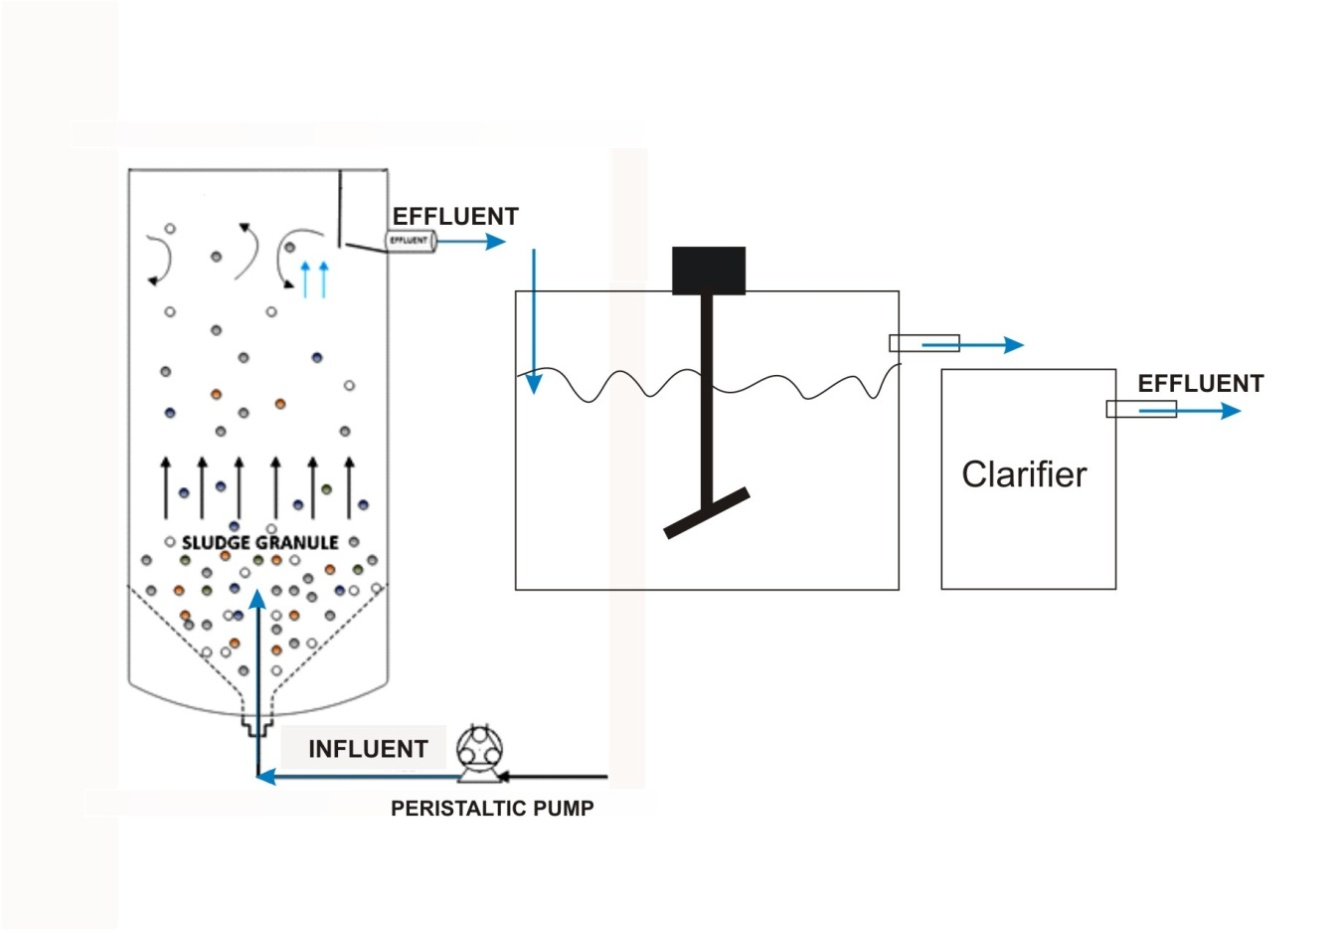 EFFLUENT
EFFLUENT
EFFLUENT
Clarifier
SLUDGE GRANULE
INFLUENT
PERISTALTIC PUMP